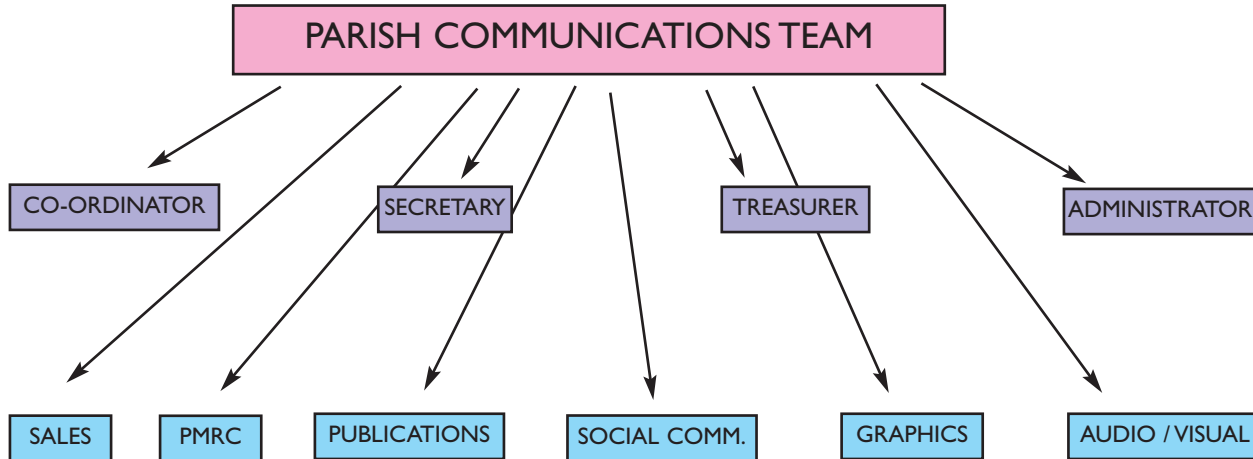 PARISH COMMUNICATIONS TEAM
CO-ORDINATOR
SECRETARY
TREASURER
ADMINISTRATOR
SALES
PMRC
PUBLICATIONS
SOCIAL COMM.
GRAPHICS
AUDIO / VISUAL